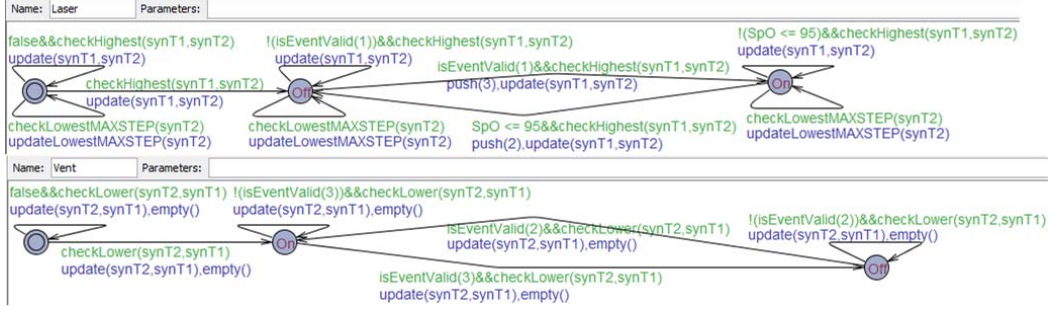 Name: Laser Parameters:
false&&checkHighest(synT1,synT2)
update(synT1,synT2)
!(isEventValid(1))&&checkHighest(synT1,synT2)
update(synT1,synT2)
!(SpO <= 95)&&checkHighest(synT1,synT2)
update(synT1,synT2)
isEventValid(1)&&checkHighest(synT1,synT2)
push(3),update(synT1,synT2)
checkHighest(synT1,synT2)
update(synT1,synT2)
Off
On
checkLowestMAXSTEP(synT2)
updateLowestMAXSTEP(synT2)
checkLowestMAXSTEP(synT2)
updateLowestMAXSTEP(synT2)
SpO <= 95&&checkHighest(synT1,synT2)
push(2),update(synT1,synT2)
checkLowestMAXSTEP(synT2)
updateLowestMAXSTEP(synT2)
Name: Vent Parameters:
false&&checkLower(synT2,synT1)
update(synT2,synT1),empty()
!(isEventValid(3))&&checkLower(synT2,synT1)
update(synT2,synT1),empty()
isEventValid(2)&&checkLower(synT2,synT1)
update(synT2,synT1),empty()
!(isEventValid(2))&&checkLower(synT2,synT1)
update(synT2,synT1),empty()
On
checkLower(synT2,synT1)
update(synT2,synT1),empty()
Off
isEventValid(3)&&checkLower(synT2,synT1)
update(synT2,synT1),empty()